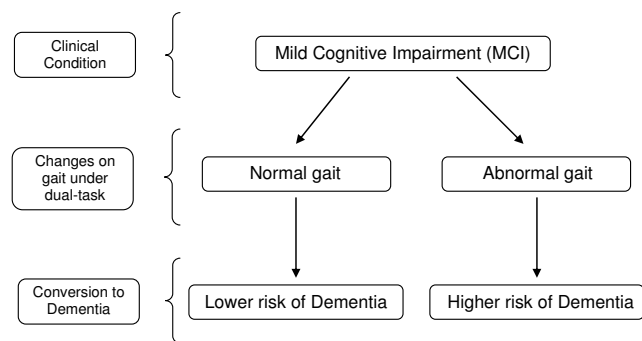 Clinical
Condition
Mild Cognitive Impairment (MCI)
Changes on
gait under
dual-task
Normal gait
Abnormal gait
Conversion to
Dementia
Lower risk of Dementia
Higher risk of Dementia